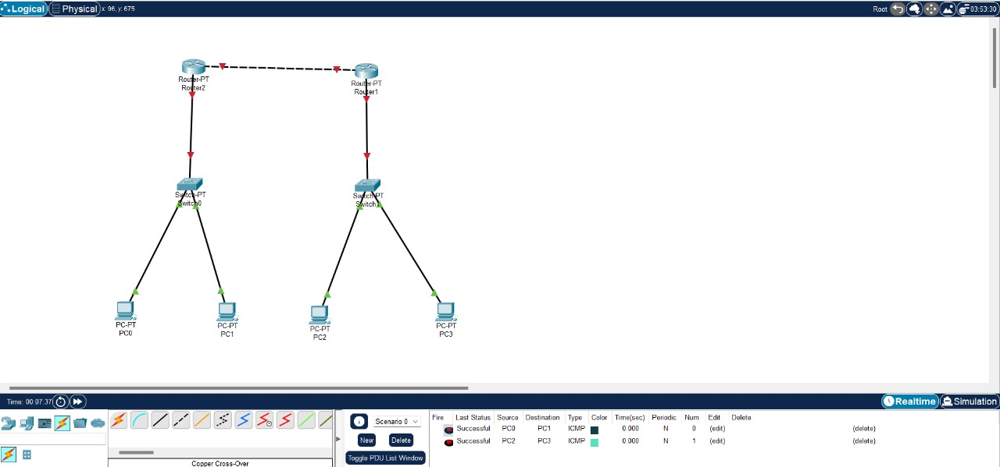 Logical Physical x: 96, y: 675 Root 03:53:30
Router-PT
Router2
Router-PT
Router1
Switch-PT
Switch0
Switch-PT
PC-PT
PC0
PC-PT
PC1
PC-PT
PC2
PC-PT
PC3
Time: 00:07:37 Realtime Simulation
Scenario 0
New Delete
Toggle PDU List Window
Copper Cross-Over
Fire Last Status Source Destination Type Color Time(sec) Periodic Num Edit Delete
Successful PC0 PC1 ICMP 0.000 N 0 (edit) (delete)
Successful PC2 PC3 ICMP 0.000 N 1 (edit) (delete)